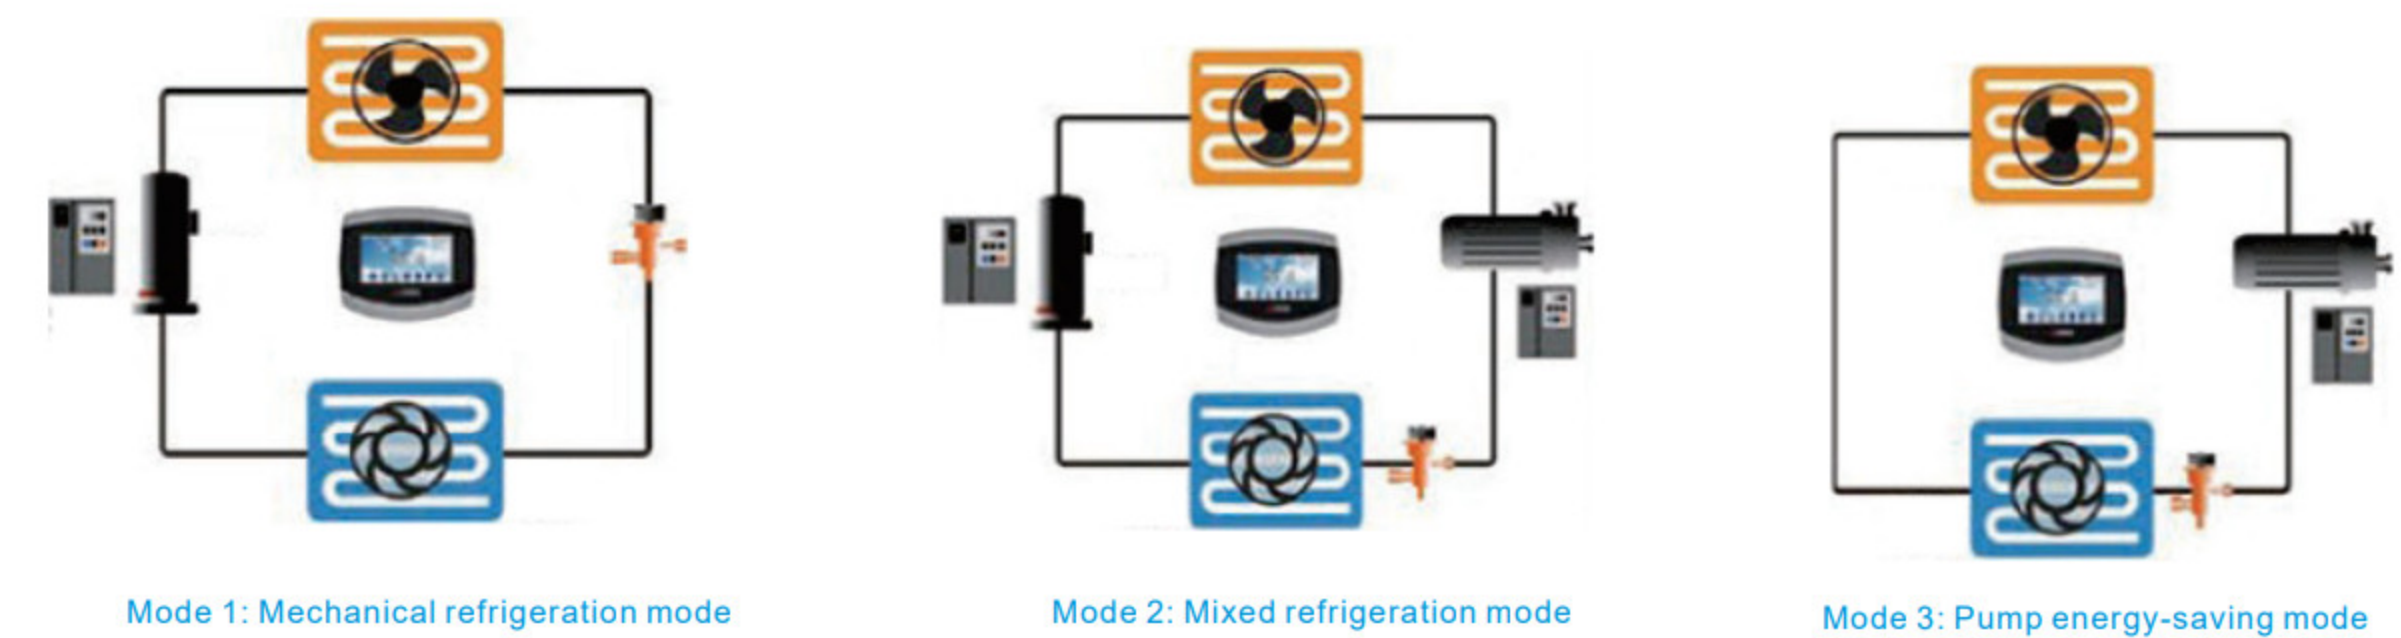 Mode 1: Mechanical refrigeration mode
Mode 2: Mixed refrigeration mode
Mode 3: Pump energy-saving mode